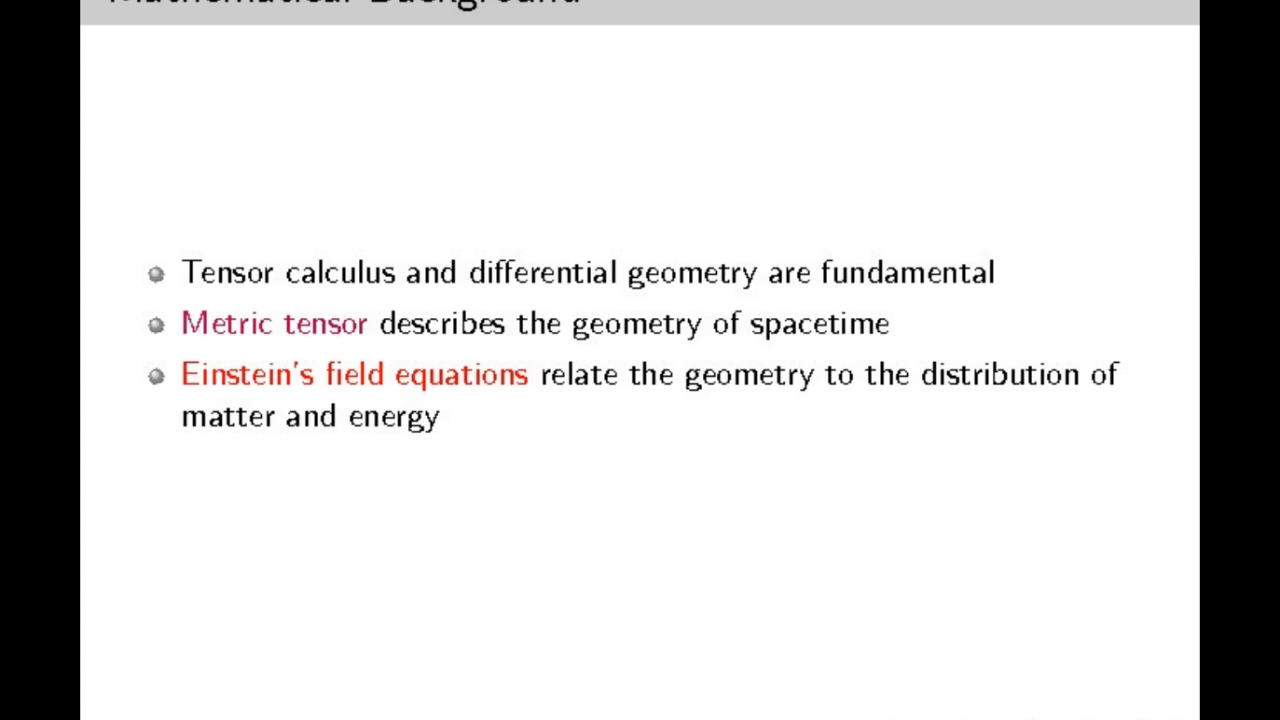 Mathematical Background
Tensor calculus and differential geometry are fundamental
Metric tensor describes the geometry of spacetime
Einstein's field equations relate the geometry to the distribution of
matter and energy